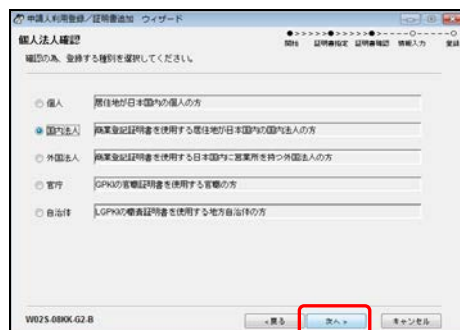 申請人利用登録／証明書追加 ウィザード
個人法人確認
開始 証明書指定 証明書確認 情報入力 登録
確認の為、登録する種別を選択してください。
個人 居住地が日本国内の個人の方
国内法人 商業登記証明書を使用する居住地が日本国内の国内法人の方
外国法人 商業登記証明書を使用する日本国内に営業所を持つ外国法人の方
官庁 GPKIの官職証明書を使用する官職の方
自治体 LGPKIの職責証明書を使用する地方自治体の方
W02S-08KK-G2-B
<戻る
次へ>
キャンセル